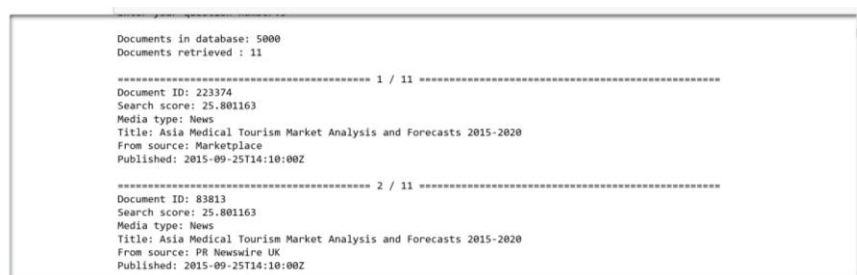 Documents in database: 5000
Documents retrieved : 11
========================================== 1 / 11 ==================================================
Document ID: 223374
Search score: 25.801163
Media type: News
Title: Asia Medical Tourism Market Analysis and Forecasts 2015-2020
From source: Marketplace
Published: 2015-09-25T14:10:00Z
========================================== 2 / 11 ==================================================
Document ID: 83813
Search score: 25.801163
Media type: News
Title: Asia Medical Tourism Market Analysis and Forecasts 2015-2020
From source: PR Newswire UK
Published: 2015-09-25T14:10:00Z